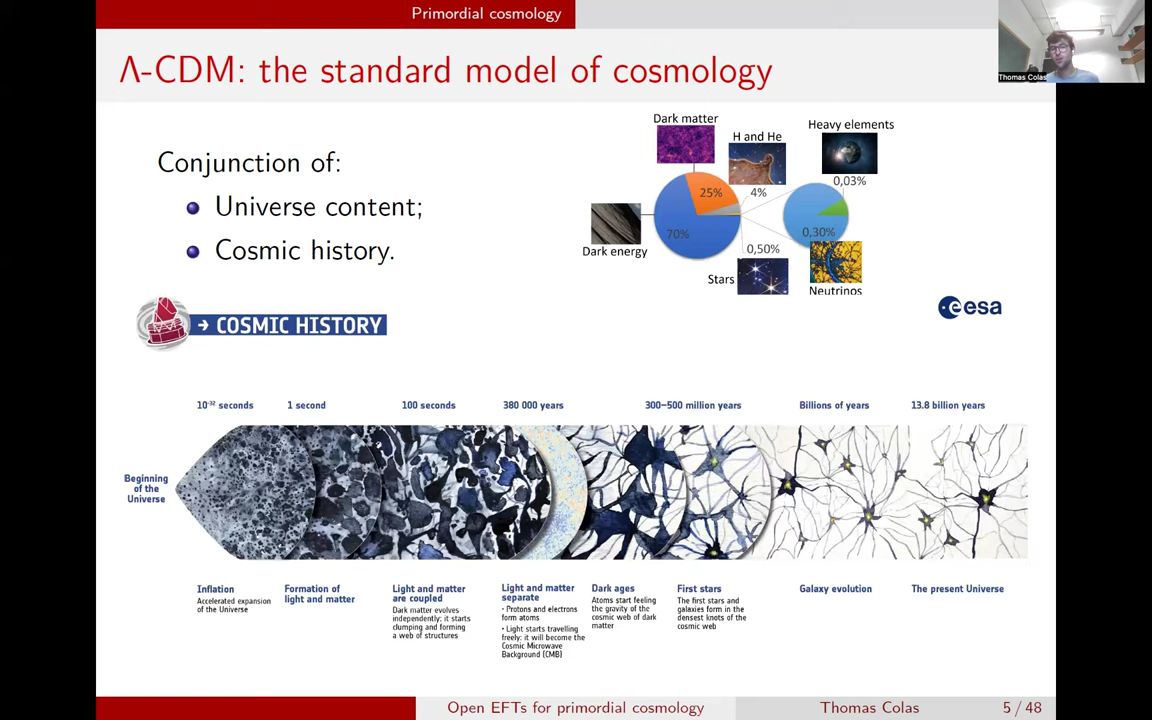 Primordial cosmology
Λ-CDM: the standard model of cosmology
Thomas Colas
Conjunction of:
Universe content;
Cosmic history.
Dark matter
H and He
Heavy elements
25%
4%
0,03%
70%
0,30%
Dark energy
0,50%
Stars
Neutrinos
→ COSMIC HISTORY
esa
10⁻³² seconds
1 second
100 seconds
380 000 years
300–500 million years
Billions of years
13.8 billion years
Beginning
of the
Universe
Inflation
Accelerated expansion
of the Universe
Formation of
light and matter
Light and matter
are coupled
Dark matter evolves
independently: it starts
clumping and forming
a web of structures
Light and matter
separate
• Protons and electrons
form atoms
• Light starts travelling
freely: it will become the
Cosmic Microwave
Background (CMB)
Dark ages
Atoms start feeling
the gravity of the
cosmic web of dark
matter
First stars
The first stars and
galaxies form in the
densest knots of the
cosmic web
Galaxy evolution
The present Universe
Open EFTs for primordial cosmology
Thomas Colas
5 / 48